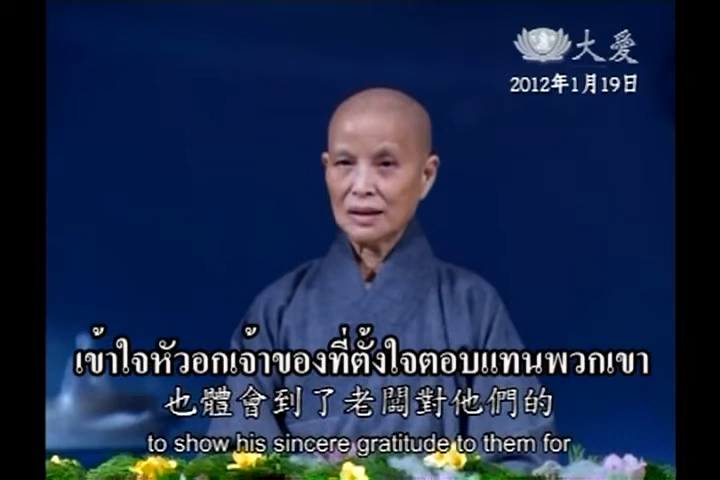 大愛
2012年1月19日
เข้าใจหัวอกเจ้าของที่ตั้งใจตอบแทนพวกเขา
也體會到了老闆對他們的
to show his sincere gratitude to them for